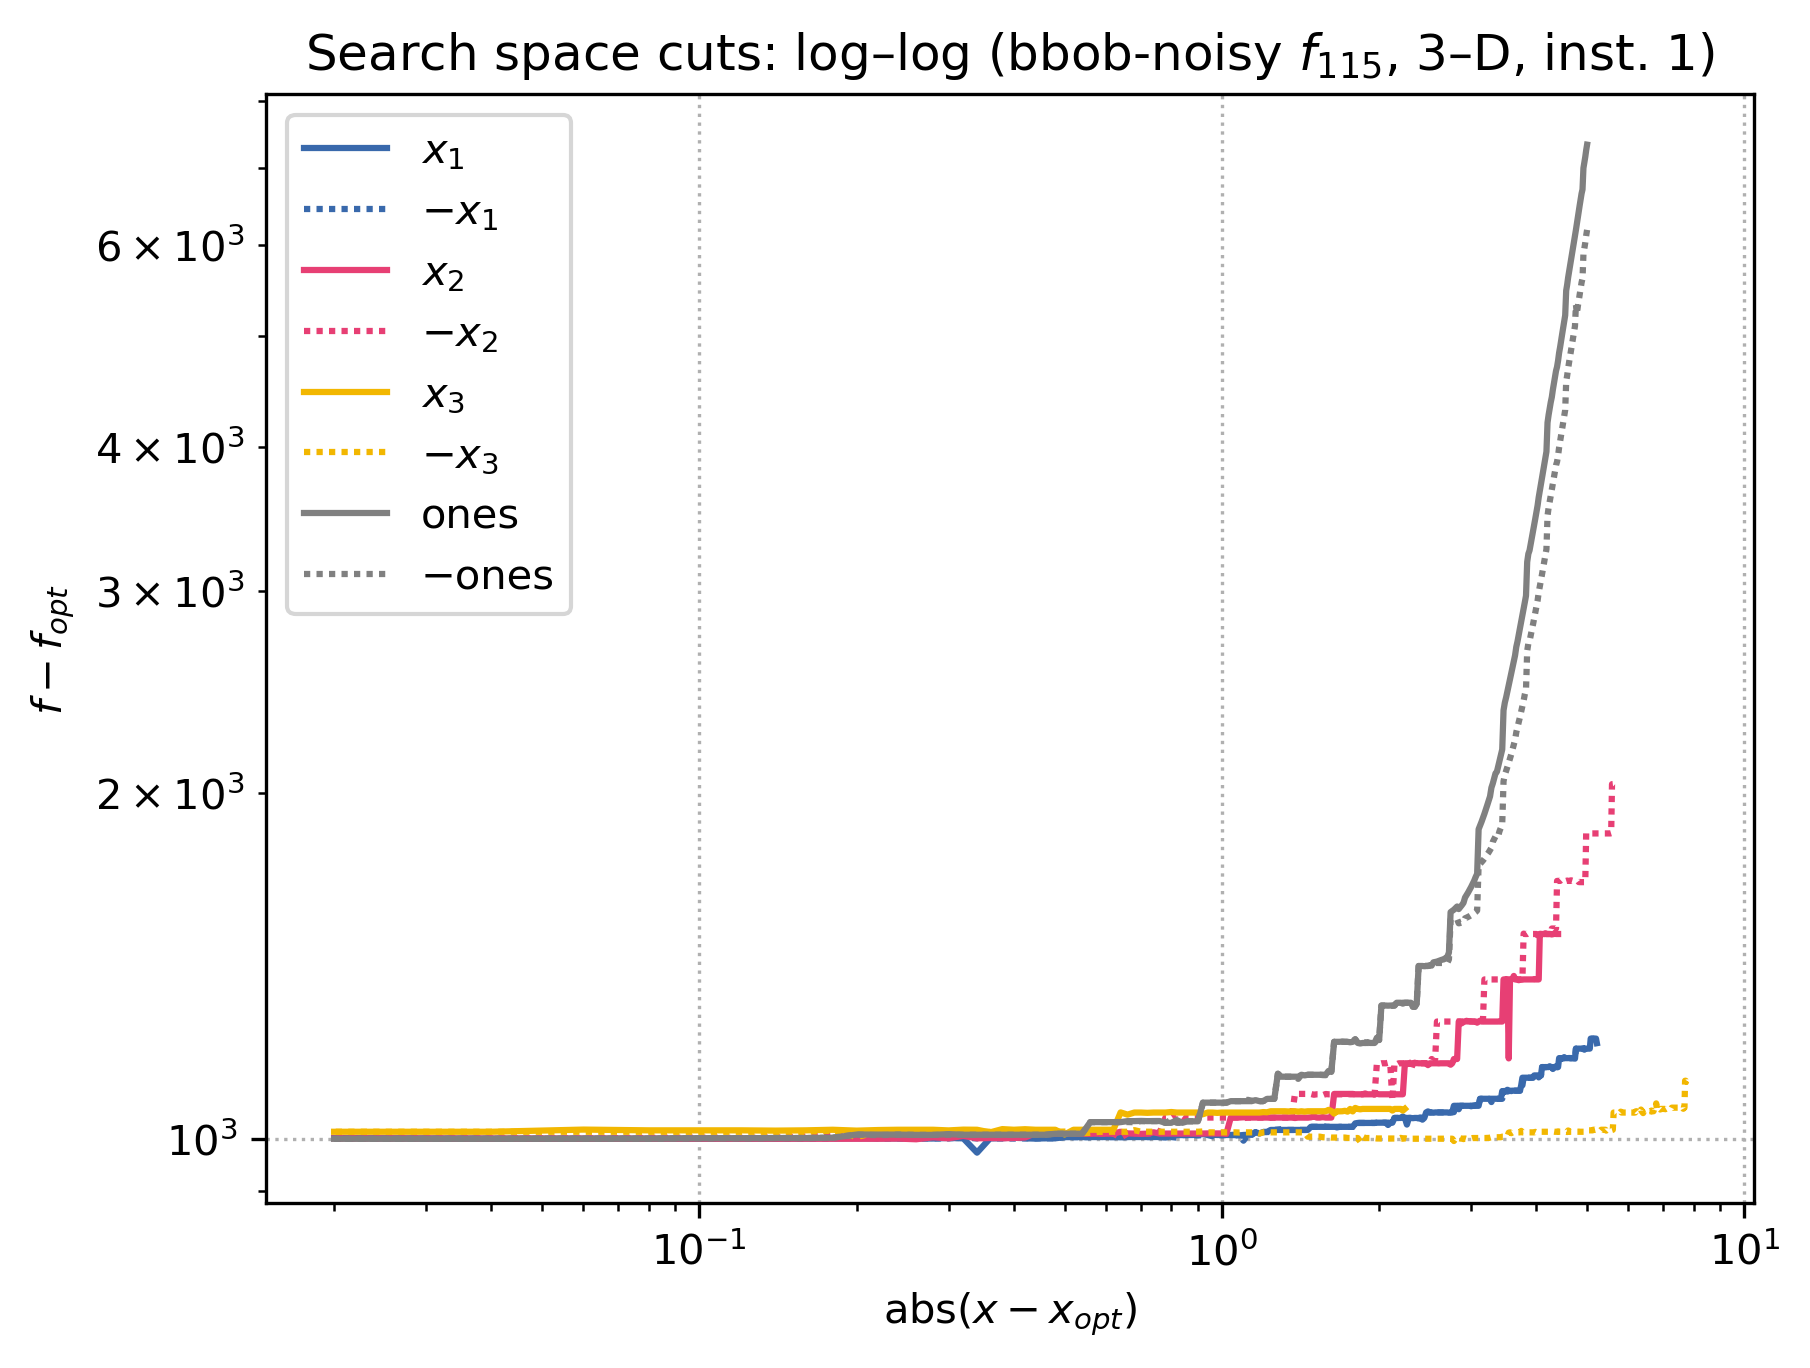 Search space cuts: log–log (bbob-noisy f₁₁₅, 3–D, inst. 1)
x₁
−x₁
x₂
−x₂
x₃
−x₃
ones
−ones
6 × 10³
4 × 10³
3 × 10³
2 × 10³
10³
f − fₒₚₜ
10⁻¹
10⁰
10¹
abs(x − xₒₚₜ)